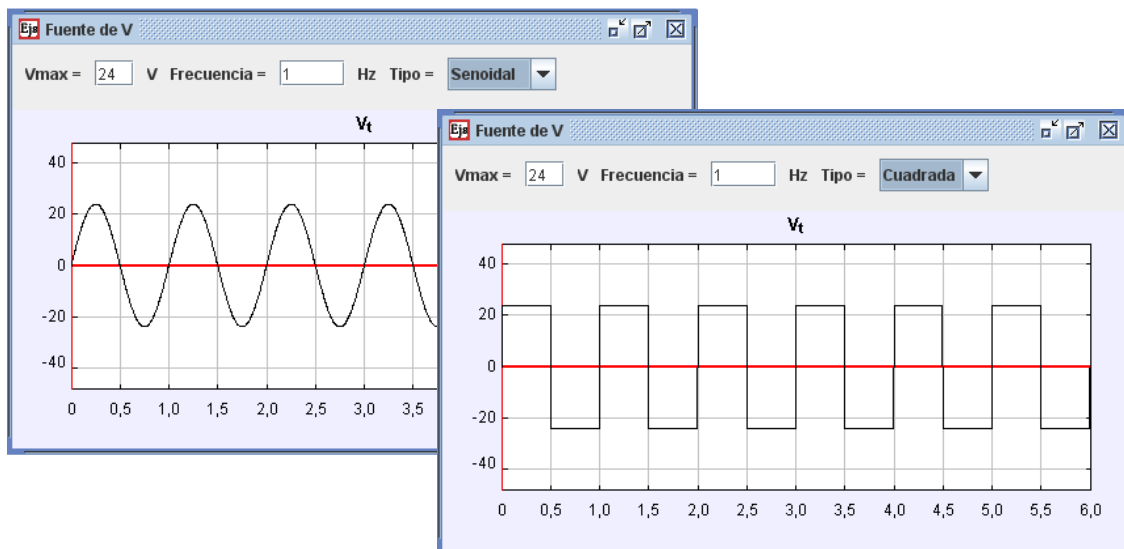 Ejs Fuente de V
Vmax = 24 V Frecuencia = 1 Hz Tipo = Senoidal
Vt
40
20
0
-20
-40
0 0,5 1,0 1,5 2,0 2,5 3,0 3,5
Ejs Fuente de V
Vmax = 24 V Frecuencia = 1 Hz Tipo = Cuadrada
Vt
40
20
0
-20
-40
0 0,5 1,0 1,5 2,0 2,5 3,0 3,5 4,0 4,5 5,0 5,5 6,0